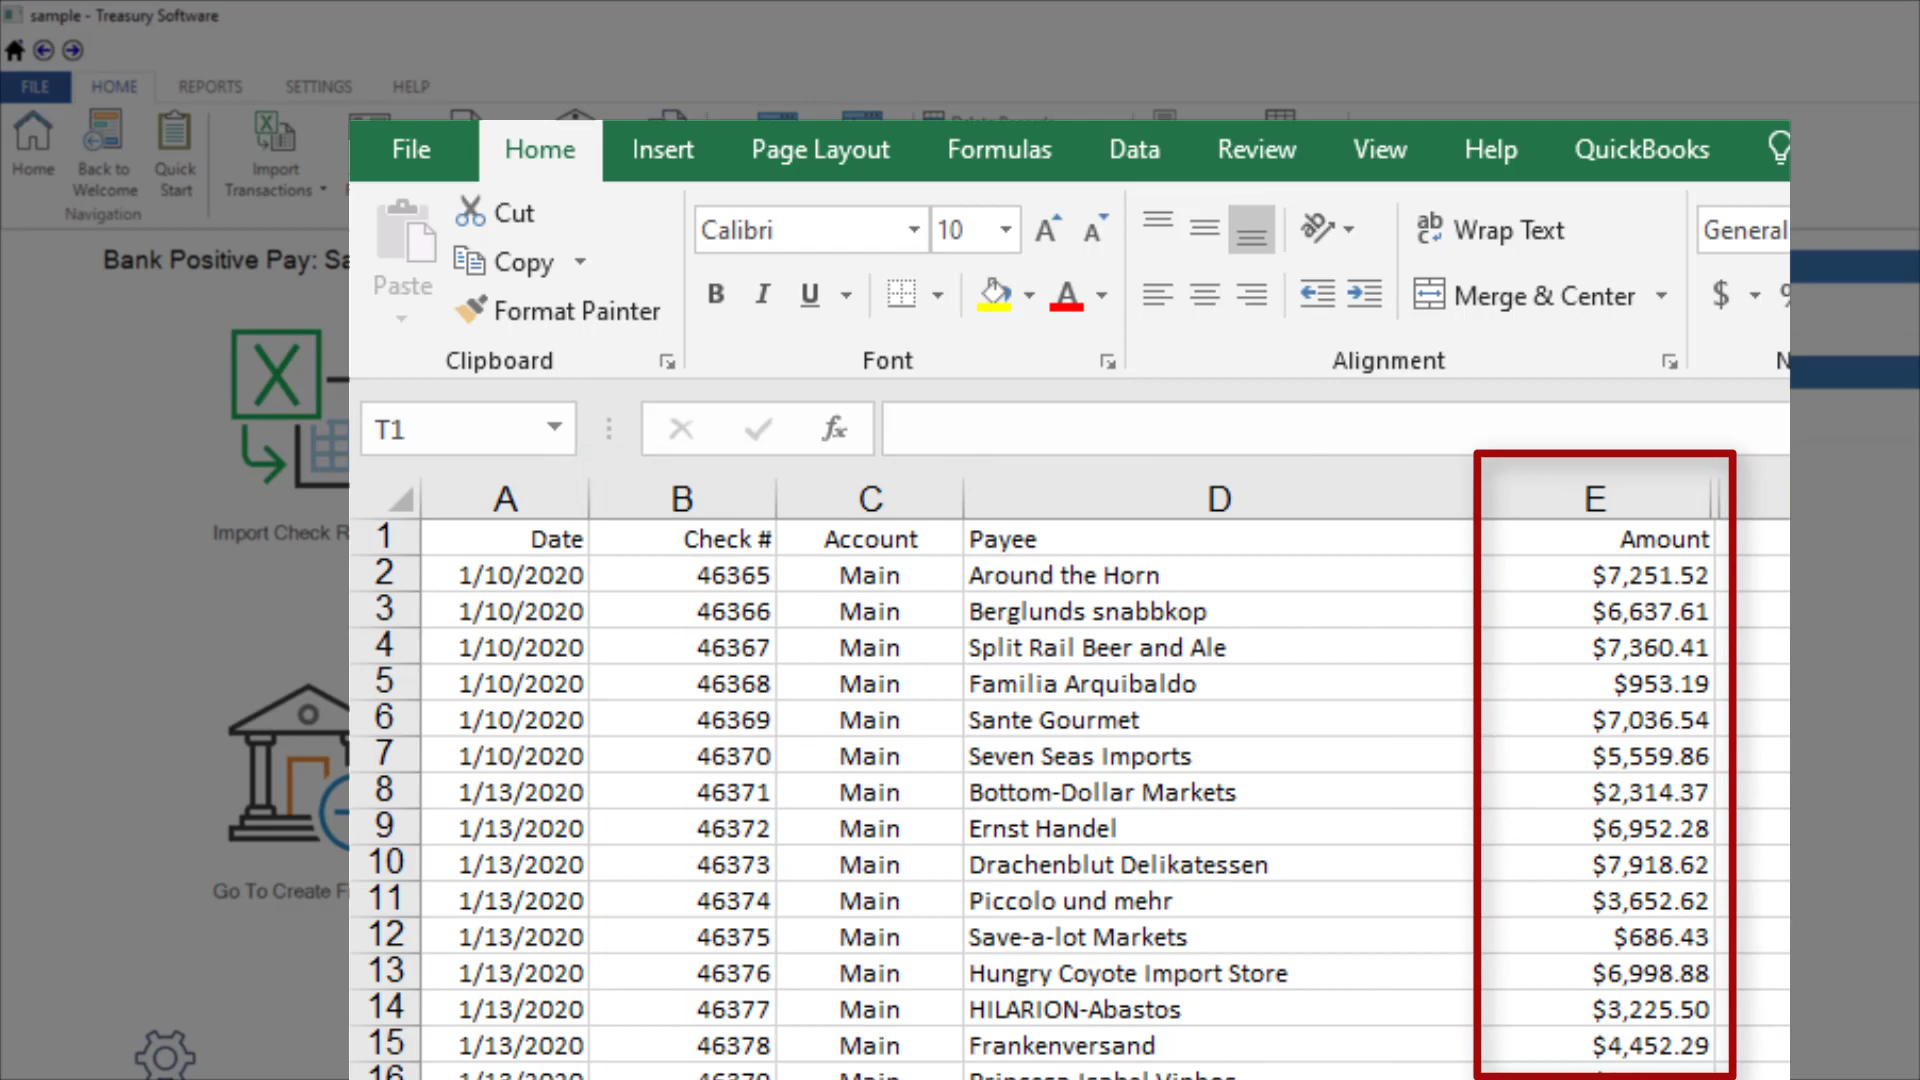 sample - Treasury Software
FILE HOME REPORTS SETTINGS HELP
Home
Back to Welcome
Quick Start
Import Transactions
Navigation
Bank Positive Pay: Sa
Import Check R
Go To Create F
File Home Insert Page Layout Formulas Data Review View Help QuickBooks
Paste
Cut
Copy
Format Painter
Clipboard
Calibri 10
B I U
Font
Wrap Text
Merge & Center
Alignment
General
$ %
T1
fx
A B C D E
1 Date Check # Account Payee Amount
2 1/10/2020 46365 Main Around the Horn $7,251.52
3 1/10/2020 46366 Main Berglunds snabbkop $6,637.61
4 1/10/2020 46367 Main Split Rail Beer and Ale $7,360.41
5 1/10/2020 46368 Main Familia Arquibaldo $953.19
6 1/10/2020 46369 Main Sante Gourmet $7,036.54
7 1/10/2020 46370 Main Seven Seas Imports $5,559.86
8 1/13/2020 46371 Main Bottom-Dollar Markets $2,314.37
9 1/13/2020 46372 Main Ernst Handel $6,952.28
10 1/13/2020 46373 Main Drachenblut Delikatessen $7,918.62
11 1/13/2020 46374 Main Piccolo und mehr $3,652.62
12 1/13/2020 46375 Main Save-a-lot Markets $686.43
13 1/13/2020 46376 Main Hungry Coyote Import Store $6,998.88
14 1/13/2020 46377 Main HILARION-Abastos $3,225.50
15 1/13/2020 46378 Main Frankenversand $4,452.29
16 1/13/2020 46379 Main